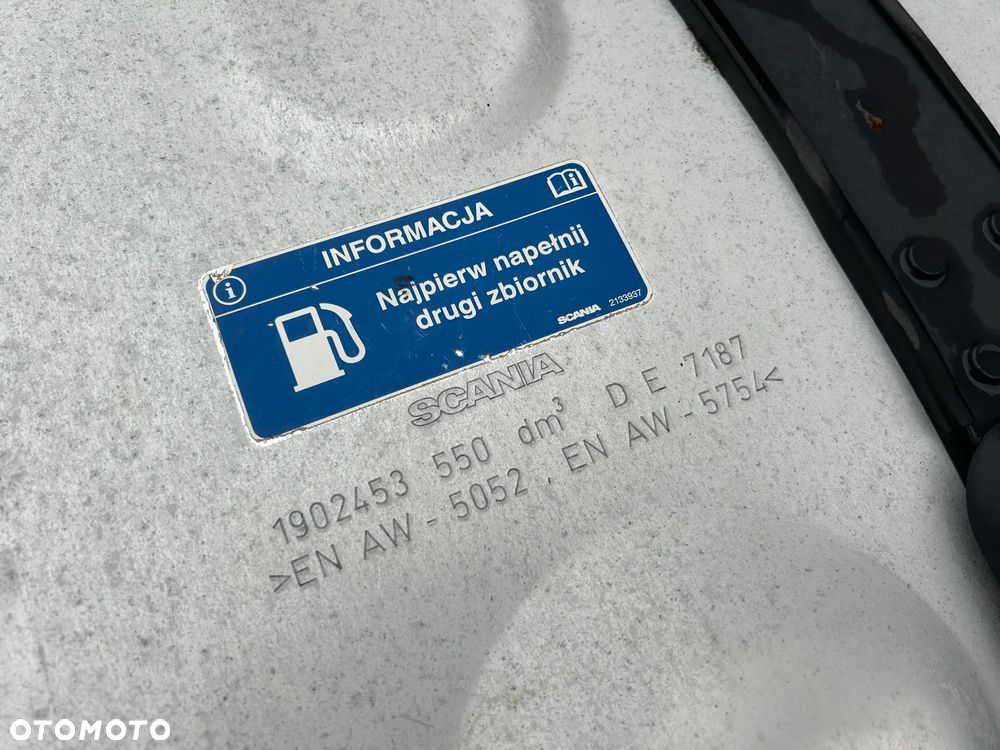 INFORMACJA
i
i
Najpierw napełnij
drugi zbiornik
SCANIA 2133937
SCANIA
1902453 550 dm³ D E 7187
>EN AW - 5052 , EN AW - 5754<
OTOMOTO